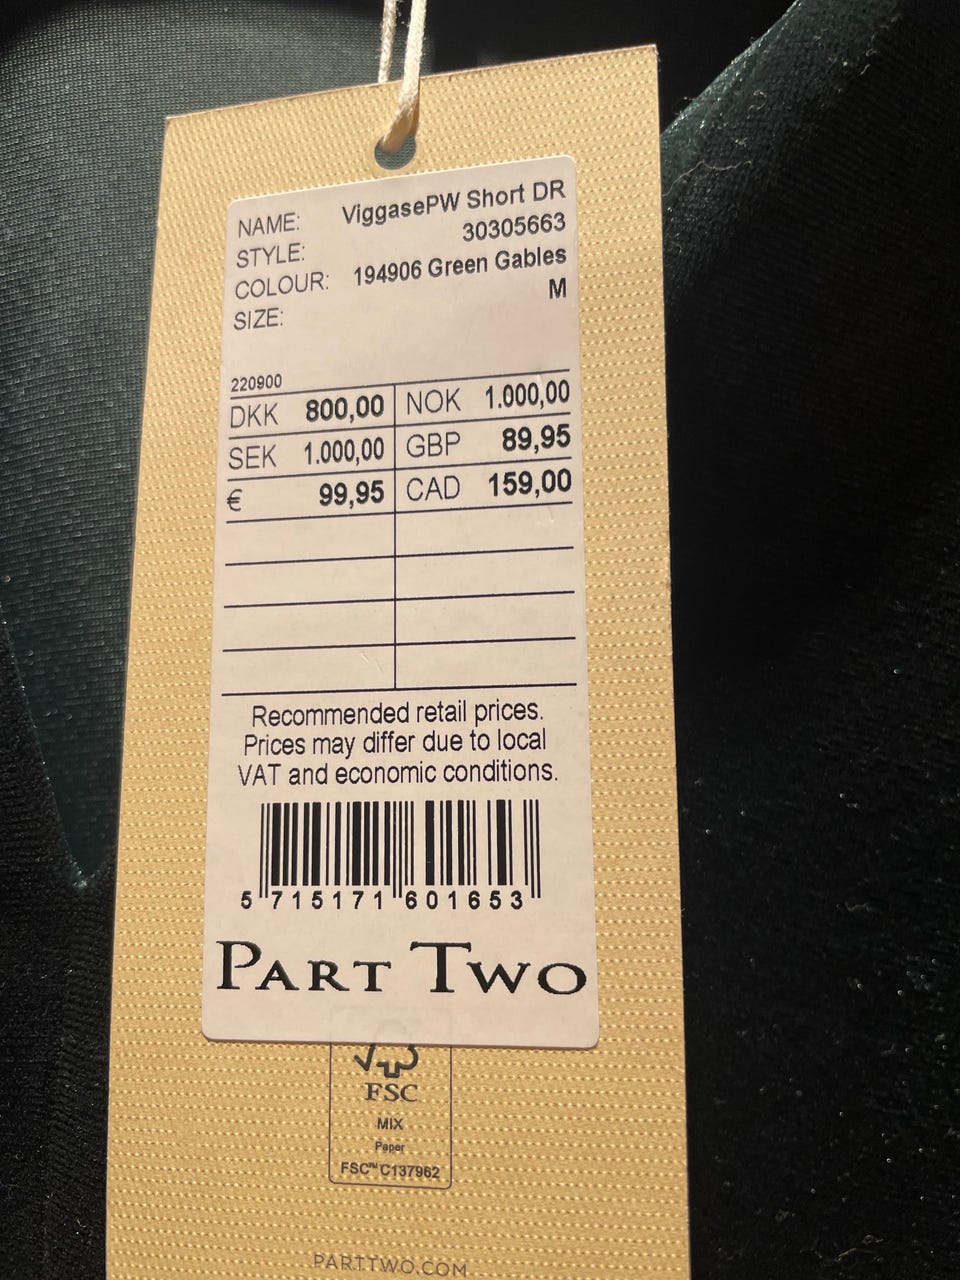 NAME: ViggasePW Short DR
STYLE: 30305663
COLOUR: 194906 Green Gables
SIZE: M
220900
DKK 800,00 NOK 1.000,00
SEK 1.000,00 GBP 89,95
€ 99,95 CAD 159,00
Recommended retail prices.
Prices may differ due to local
VAT and economic conditions.
5 715171 601653
PART TWO
FSC
MIX
Paper
FSC™ C137962
PARTTWO.COM